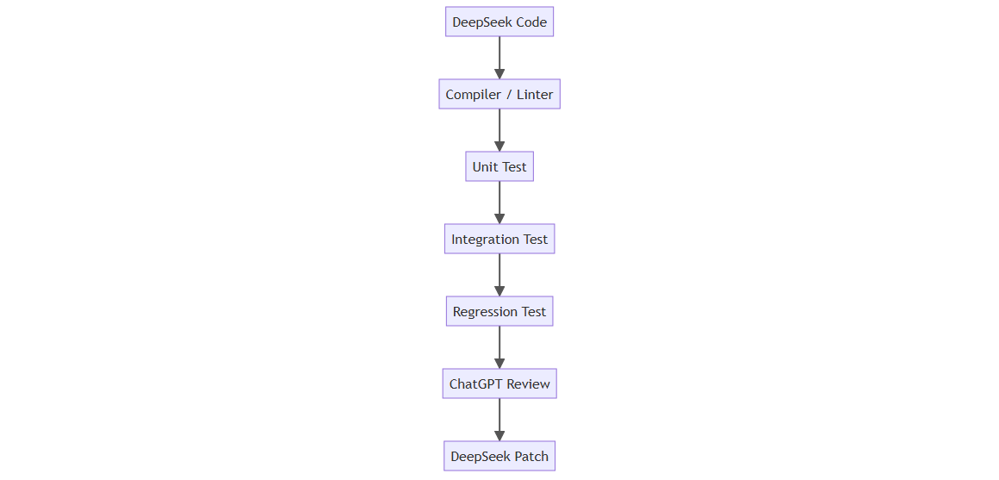 DeepSeek Code
Compiler / Linter
Unit Test
Integration Test
Regression Test
ChatGPT Review
DeepSeek Patch